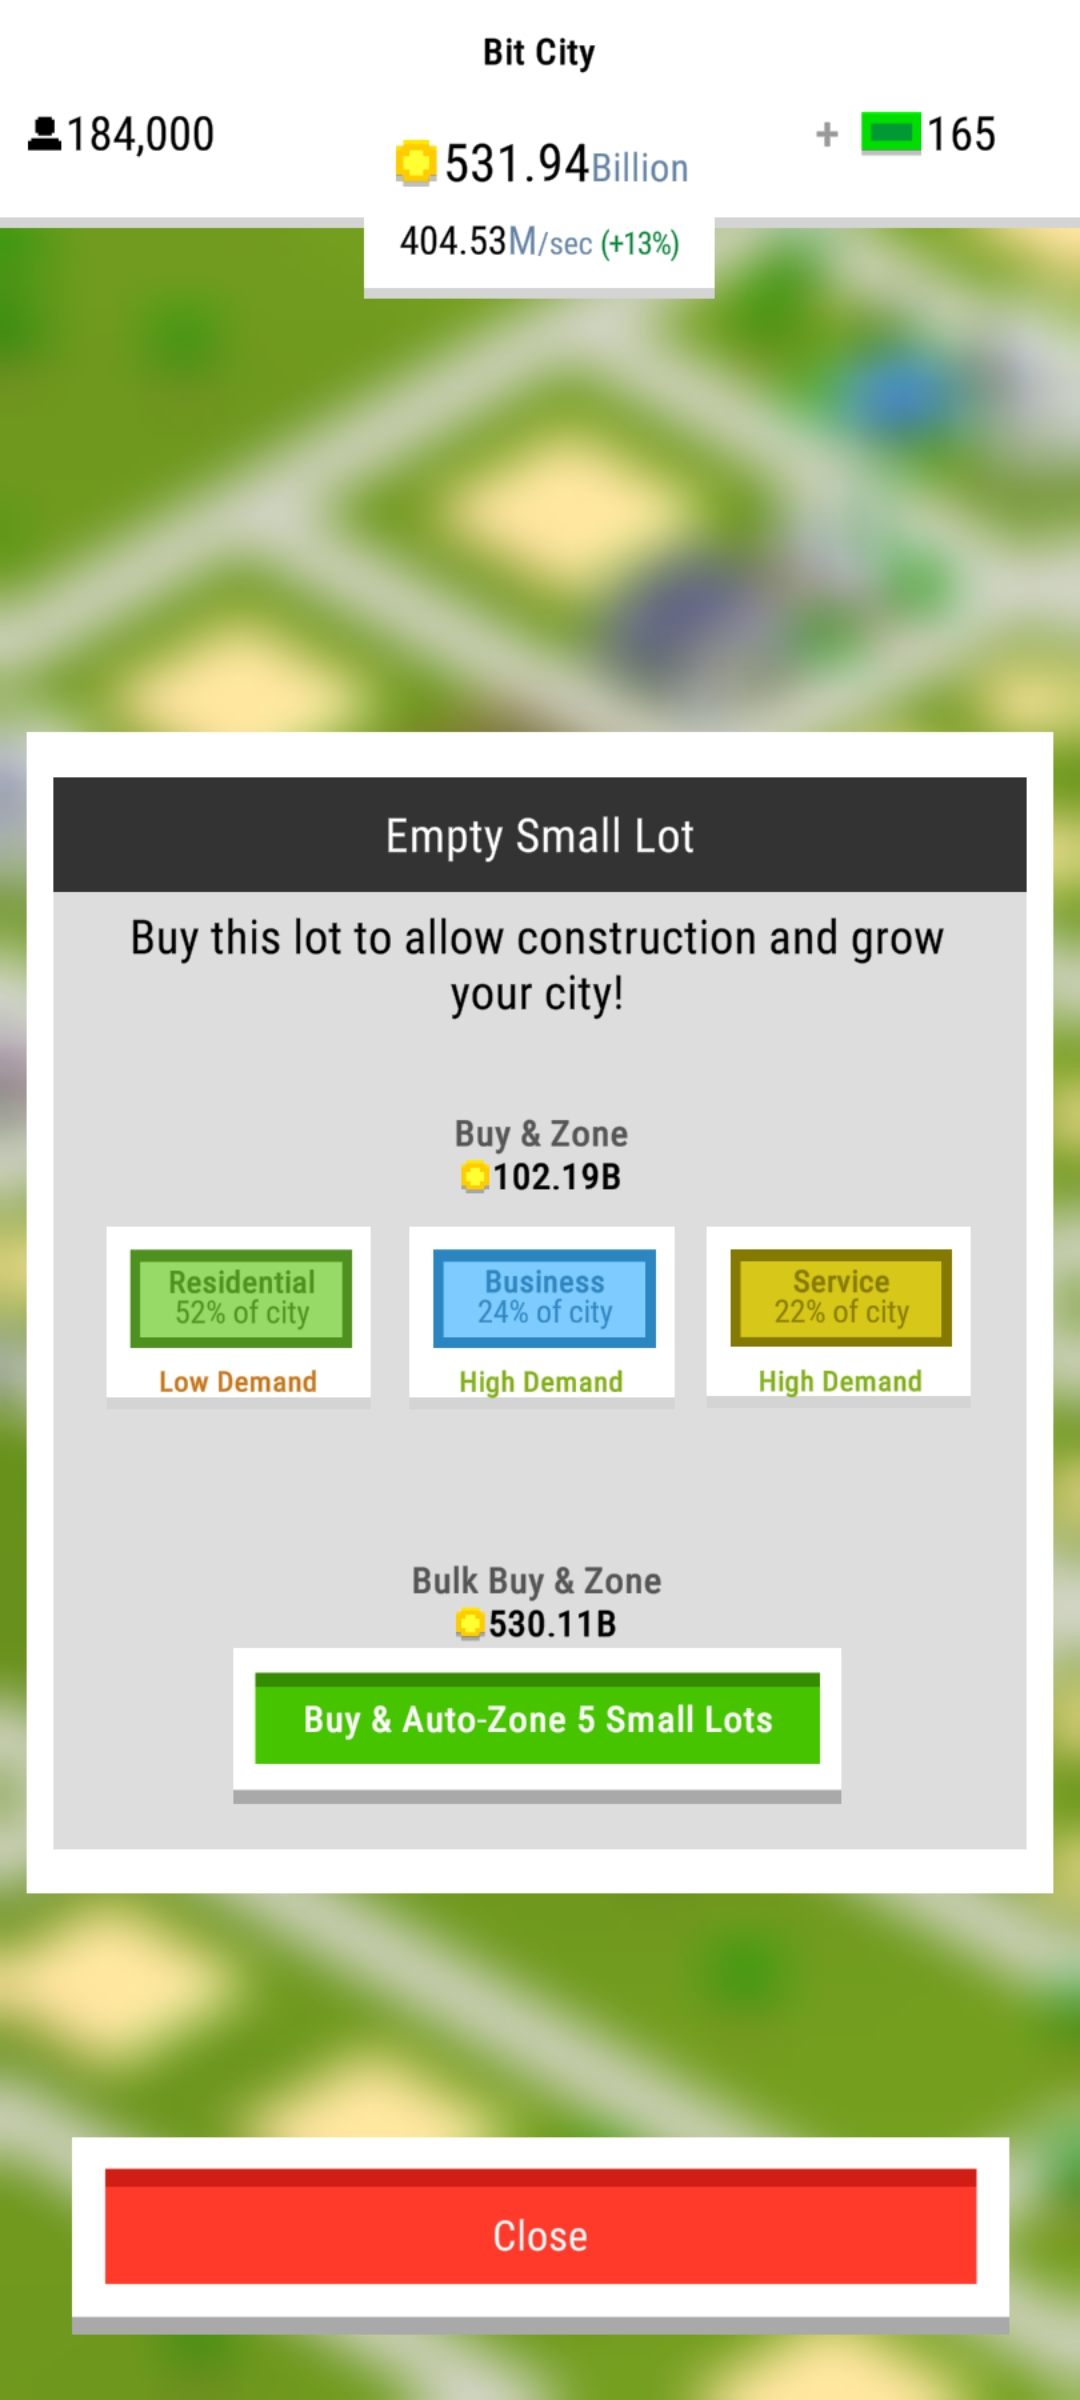 Bit City
184,000
531.94Billion
+ 165
404.53M/sec (+13%)
Empty Small Lot
Buy this lot to allow construction and grow
your city!
Buy & Zone
102.19B
Residential
52% of city
Low Demand
Business
24% of city
High Demand
Service
22% of city
High Demand
Bulk Buy & Zone
530.11B
Buy & Auto-Zone 5 Small Lots
Close